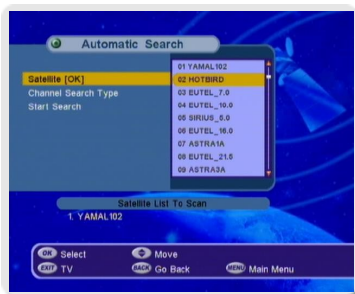 Automatic Search
Satellite [OK]
Channel Search Type
Start Search
01 YAMAL102
02 HOTBIRD
03 EUTEL_7.0
04 EUTEL_10.0
05 SIRIUS_5.0
06 EUTEL_16.0
07 ASTRA1A
08 EUTEL_21.5
09 ASTRA3A
Satellite List To Scan
1. YAMAL102
OK Select
Move
EXIT TV
BACK Go Back
MENU Main Menu